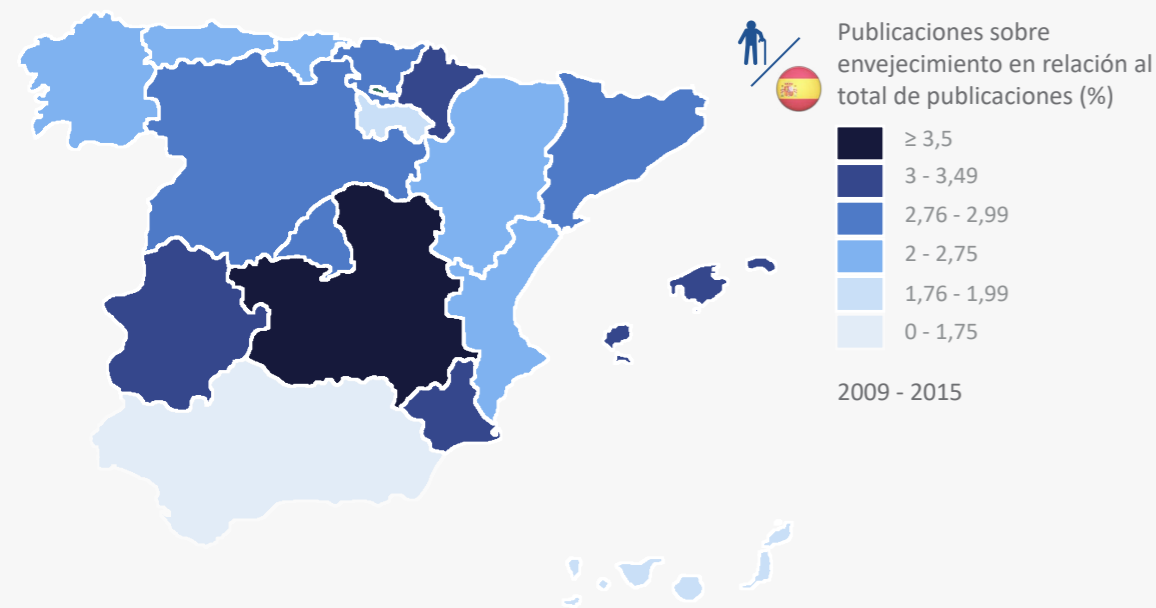 Publicaciones sobre
envejecimiento en relación al
total de publicaciones (%)
≥ 3,5
3 - 3,49
2,76 - 2,99
2 - 2,75
1,76 - 1,99
0 - 1,75
2009 - 2015